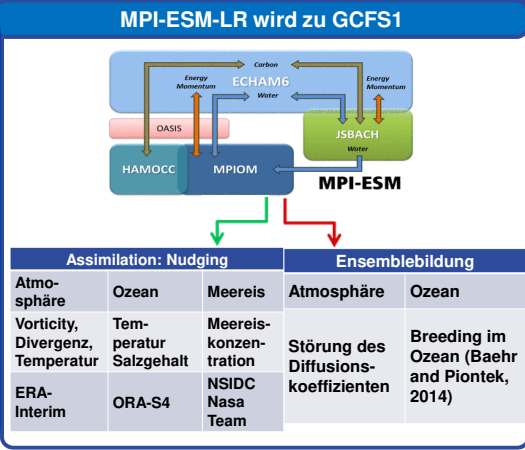 MPI-ESM-LR wird zu GCFS1
Carbon
Energy
Momentum
ECHAM6
Water
Energy
Momentum
OASIS
JSBACH
Water
HAMOCC
MPIOM
MPI-ESM
Assimilation: Nudging
Atmo-
sphäre
Ozean
Meereis
Vorticity,
Divergenz,
Temperatur
Tem-
peratur
Salzgehalt
Meereis-
konzen-
tration
ERA-
Interim
ORA-S4
NSIDC
Nasa
Team
Ensemblebildung
Atmosphäre
Ozean
Störung des
Diffusions-
koeffizienten
Breeding im
Ozean (Baehr
and Piontek,
2014)